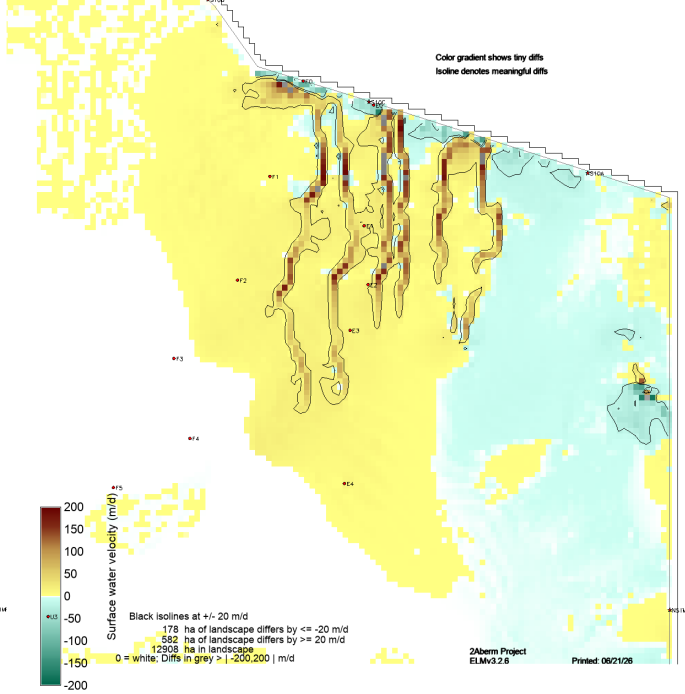 Color gradient shows tiny diffs
Isoline denotes meaningful diffs
S10A
F1
F2
E3
F3
F4
E4
F5
200
150
100
50
0
-50
-100
-150
-200
Surface water velocity (m/d)
U3
Black isolines at +/- 20 m/d
178 ha of landscape differs by <= -20 m/d
582 ha of landscape differs by >= 20 m/d
12908 ha in landscape
0 = white; Diffs in grey > | -200,200 | m/d
2Aberm Project
ELMv3.2.6
Printed: 06/21/26